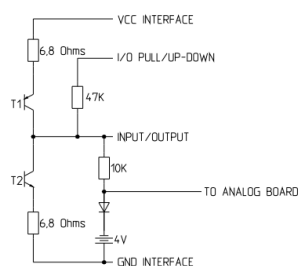 VCC INTERFACE
6,8 Ohms
I/O PULL/UP-DOWN
T1
47K
INPUT/OUTPUT
10K
T2
TO ANALOG BOARD
6,8 Ohms
4V
GND INTERFACE